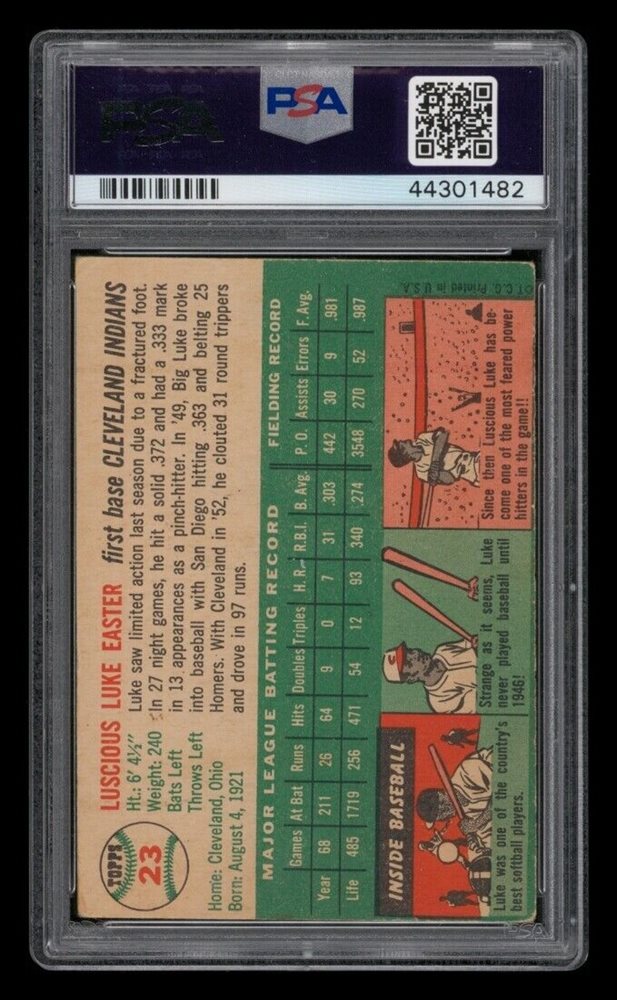 PSA
PSA
44301482
TOPPS
23
LUSCIOUS LUKE EASTER first base CLEVELAND INDIANS
Ht.: 6' 4½"
Weight: 240
Bats Left
Throws Left
Home: Cleveland, Ohio
Born: August 4, 1921
Luke saw limited action last season due to a fractured foot.
In 27 night games, he hit a solid .372 and had a .333 mark
in 13 appearances as a pinch-hitter. In '49, Big Luke broke
into baseball with San Diego hitting .363 and belting 25
Homers. With Cleveland in '52, he clouted 31 round trippers
and drove in 97 runs.
MAJOR LEAGUE BATTING RECORD FIELDING RECORD
Games At Bat Runs Hits Doubles Triples H.R. R.B.I. B. Avg. P. O. Assists Errors F. Avg.
Year 68 211 26 64 9 0 7 31 .303 442 30 9 .981
Life 485 1719 256 471 54 12 93 340 .274 3548 270 52 .987
INSIDE BASEBALL
Luke was one of the country's
best softball players.
Strange as it seems, Luke
never played baseball until
1946!
Since then Luscious Luke has be-
come one of the most feared power
hitters in the game!!
T.C.G. Printed in U.S.A.
PSA